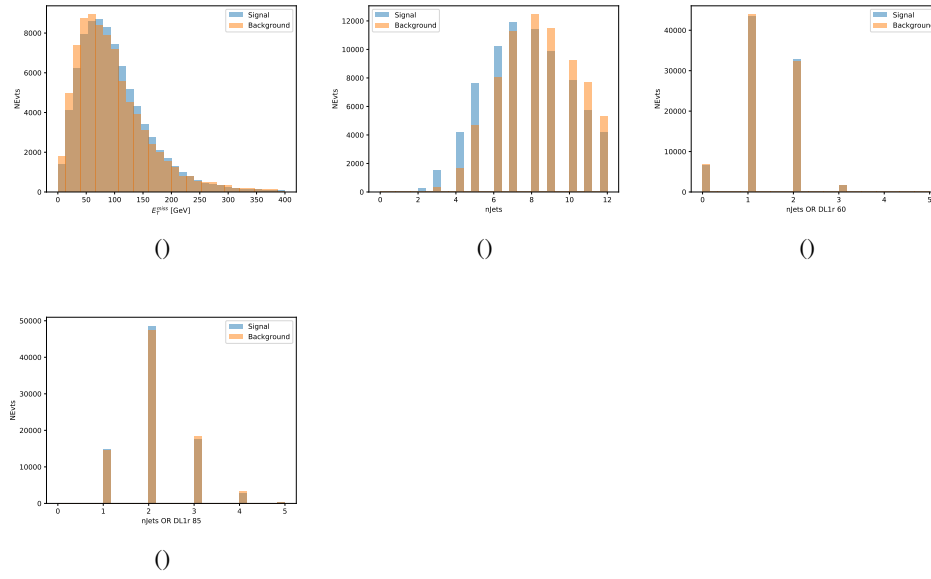 Signal
Background
8000
6000
4000
2000
0
NEvts
0 50 100 150 200 250 300 350 400
E_T^miss [GeV]
()
Signal
Background
12000
10000
8000
6000
4000
2000
0
NEvts
0 2 4 6 8 10 12
nJets
()
Signal
Background
40000
30000
20000
10000
0
NEvts
0 1 2 3 4 5
nJets OR DL1r 60
()
Signal
Background
50000
40000
30000
20000
10000
0
NEvts
0 1 2 3 4 5
nJets OR DL1r 85
()